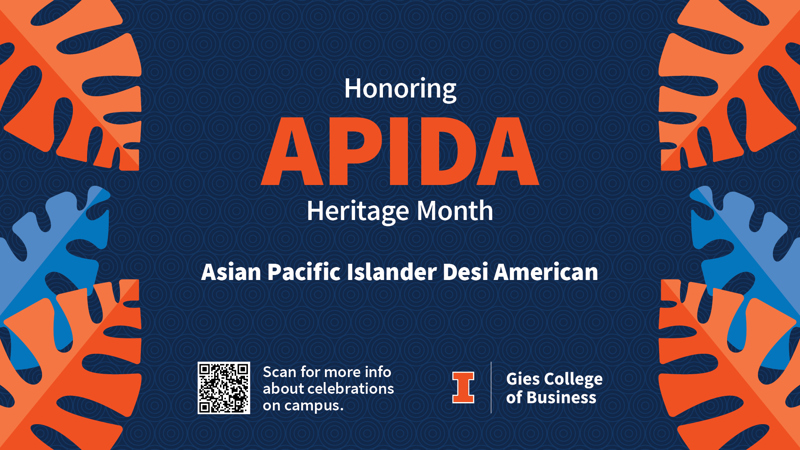 Honoring
APIDA
Heritage Month
Asian Pacific Islander Desi American
Scan for more info
about celebrations
on campus.
I
Gies College
of Business